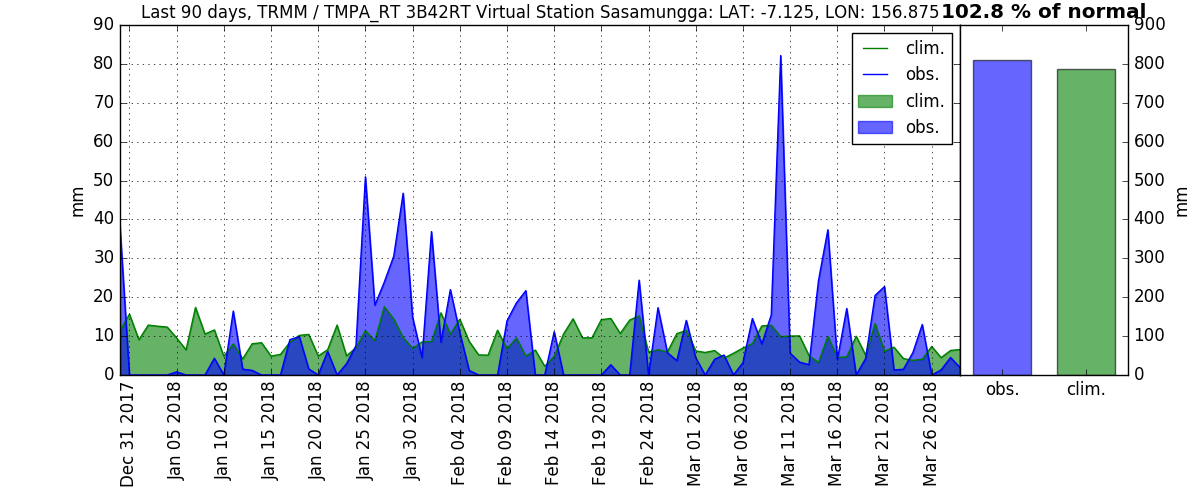 Last 90 days, TRMM / TMPA_RT 3B42RT Virtual Station Sasamungga: LAT: -7.125, LON: 156.875
102.8 % of normal
mm
90
80
70
60
50
40
30
20
10
0
clim.
obs.
clim.
obs.
Dec 31 2017
Jan 05 2018
Jan 10 2018
Jan 15 2018
Jan 20 2018
Jan 25 2018
Jan 30 2018
Feb 04 2018
Feb 09 2018
Feb 14 2018
Feb 19 2018
Feb 24 2018
Mar 01 2018
Mar 06 2018
Mar 11 2018
Mar 16 2018
Mar 21 2018
Mar 26 2018
900
800
700
600
500
400
300
200
100
0
mm
obs.
clim.